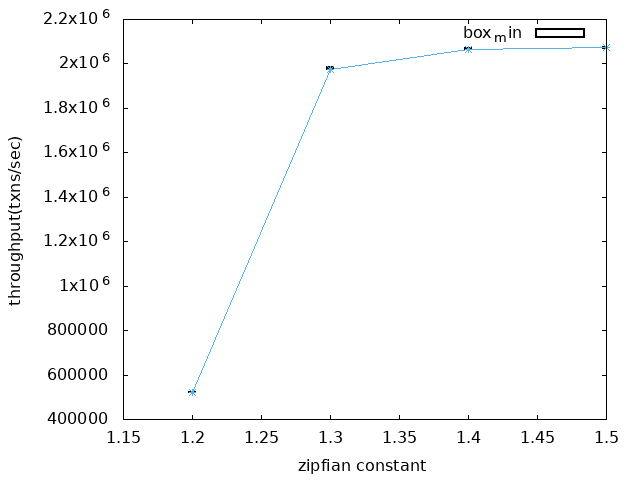 2.2x10^6
box_min
2x10^6
1.8x10^6
1.6x10^6
1.4x10^6
1.2x10^6
1x10^6
800000
600000
400000
1.15 1.2 1.25 1.3 1.35 1.4 1.45 1.5
zipfian constant
throughput(txns/sec)